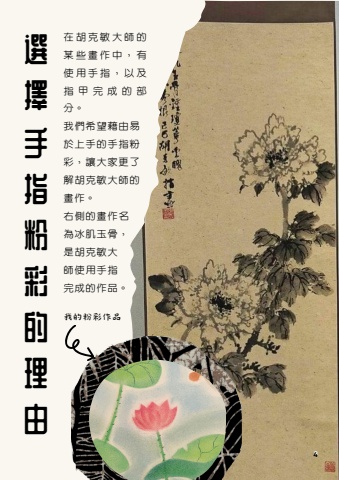 選擇手指粉彩的理由
在胡克敏大師的
某些畫作中，有
使用手指，以及
指甲完成的部
分。
我們希望藉由易
於上手的手指粉
彩，讓大家更了
解胡克敏大師的
畫作。
右側的畫作名
為冰肌玉骨，
是胡克敏大
師使用手指
完成的作品。
我的粉彩作品
4